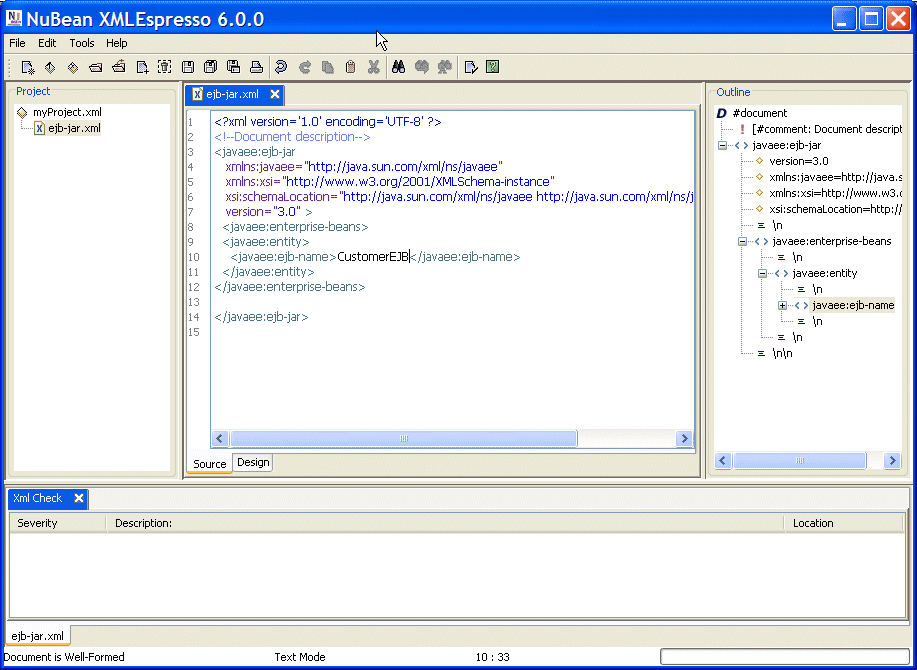 NuBean XMLEspresso 6.0.0
File Edit Tools Help
Project
myProject.xml
ejb-jar.xml
ejb-jar.xml
1 <?xml version='1.0' encoding='UTF-8' ?>
2 <!--Document description-->
3 <javaee:ejb-jar
4 xmlns:javaee="http://java.sun.com/xml/ns/javaee"
5 xmlns:xsi="http://www.w3.org/2001/XMLSchema-instance"
6 xsi:schemaLocation="http://java.sun.com/xml/ns/javaee http://java.sun.com/xml/ns/j
7 version="3.0" >
8 <javaee:enterprise-beans>
9 <javaee:entity>
10 <javaee:ejb-name>CustomerEJB</javaee:ejb-name>
11 </javaee:entity>
12 </javaee:enterprise-beans>
13
14 </javaee:ejb-jar>
15
Source Design
Outline
D #document
! [#comment: Document descript
<> javaee:ejb-jar
version=3.0
xmlns:javaee=http://java.s
xmlns:xsi=http://www.w3.o
xsi:schemaLocation=http://
\n
<> javaee:enterprise-beans
\n
<> javaee:entity
\n
<> javaee:ejb-name
\n
\n
\n\n
Xml Check
Severity Description: Location
ejb-jar.xml
Document is Well-Formed Text Mode 10 : 33